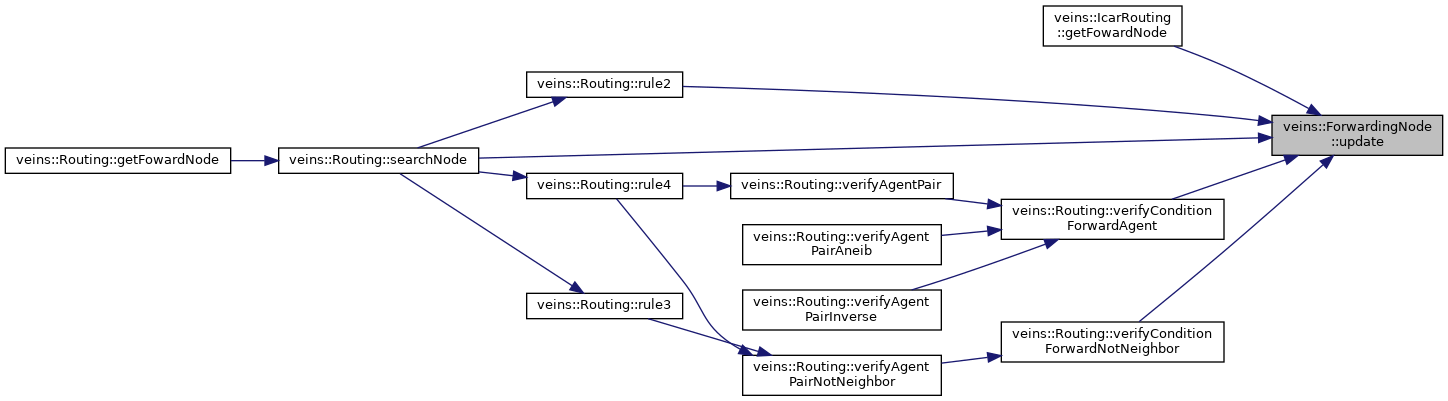 veins::IcarRouting
::getFowardNode
veins::Routing::rule2
veins::ForwardingNode
::update
veins::Routing::getFowardNode
veins::Routing::searchNode
veins::Routing::rule4
veins::Routing::verifyAgentPair
veins::Routing::verifyCondition
ForwardAgent
veins::Routing::verifyAgent
PairAneib
veins::Routing::rule3
veins::Routing::verifyAgent
PairInverse
veins::Routing::verifyCondition
ForwardNotNeighbor
veins::Routing::verifyAgent
PairNotNeighbor